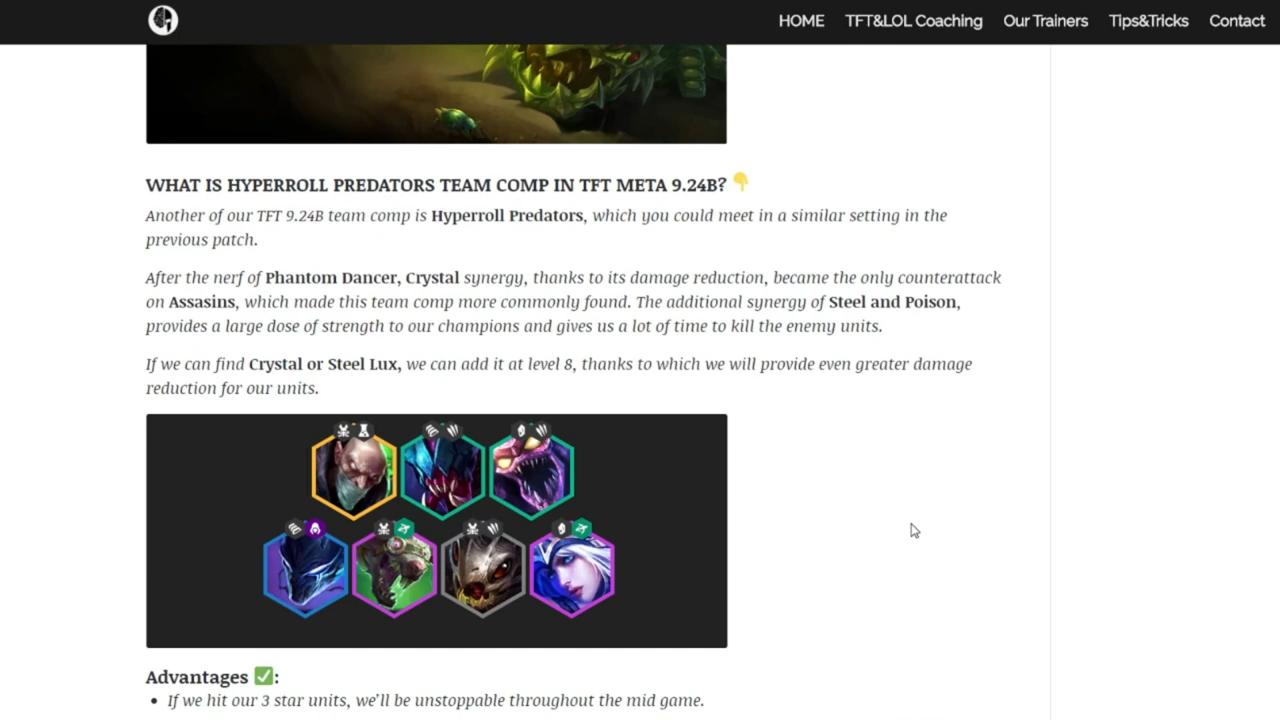 HOME TFT&LOL Coaching Our Trainers Tips&Tricks Contact
WHAT IS HYPERROLL PREDATORS TEAM COMP IN TFT META 9.24B? 👇
Another of our TFT 9.24B team comp is Hyperroll Predators, which you could meet in a similar setting in the
previous patch.
After the nerf of Phantom Dancer, Crystal synergy, thanks to its damage reduction, became the only counterattack
on Assasins, which made this team comp more commonly found. The additional synergy of Steel and Poison,
provides a large dose of strength to our champions and gives us a lot of time to kill the enemy units.
If we can find Crystal or Steel Lux, we can add it at level 8, thanks to which we will provide even greater damage
reduction for our units.
Advantages ✅:
• If we hit our 3 star units, we'll be unstoppable throughout the mid game.